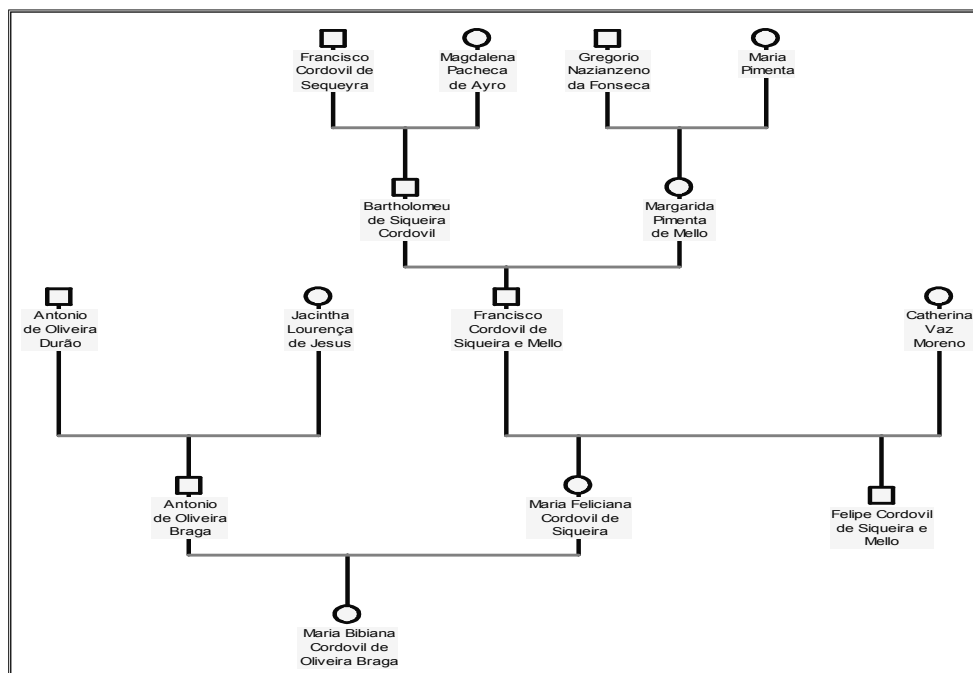 Francisco
Cordovil de
Sequeyra
Magdalena
Pacheca
de Ayro
Gregorio
Nazianzeno
da Fonseca
Maria
Pimenta
Bartholomeu
de Siqueira
Cordovil
Margarida
Pimenta
de Mello
Antonio
de Oliveira
Durão
Jacintha
Lourença
de Jesus
Francisco
Cordovil de
Siqueira e Mello
Catherina
Vaz
Moreno
Antonio
de Oliveira
Braga
Maria Feliciana
Cordovil de
Siqueira
Felipe Cordovil
de Siqueira e
Mello
Maria Bibiana
Cordovil de
Oliveira Braga